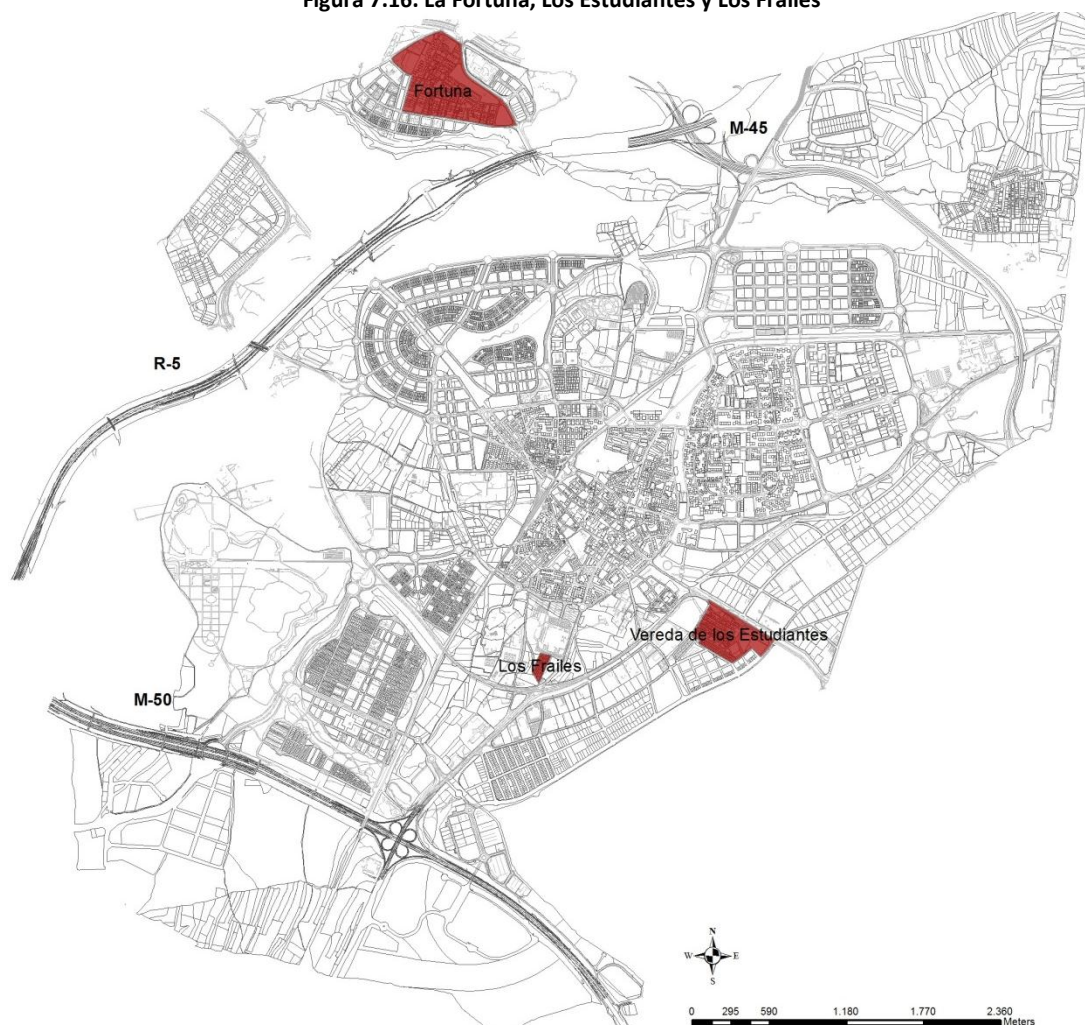 Figura 7.16. La Fortuna, Los Estudiantes y Los Frailes
Fortuna
M-45
R-5
Vereda de los Estudiantes
Los Frailes
M-50
N
W E
S
0 295 590 1.180 1.770 2.360
Meters